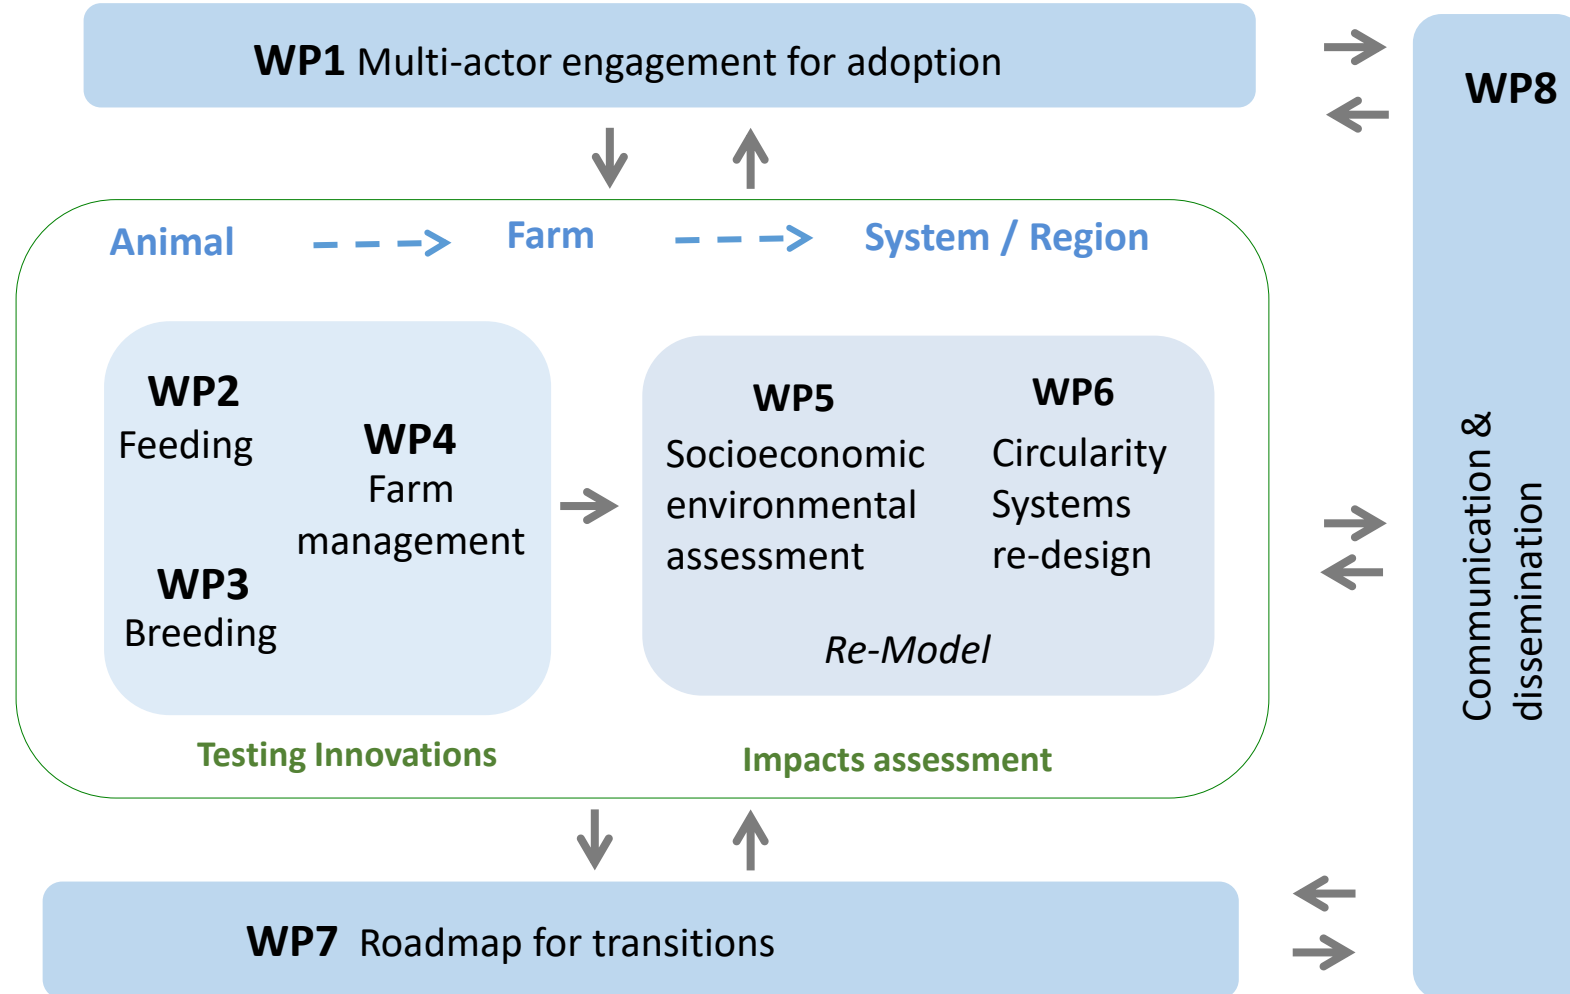 WP1 Multi-actor engagement for adoption
WP8
Communication &
dissemination
Animal
Farm
System / Region
WP2
Feeding
WP3
Breeding
WP4
Farm
management
WP5
Socioeconomic
environmental
assessment
WP6
Circularity
Systems
re-design
Re-Model
Testing Innovations
Impacts assessment
WP7 Roadmap for transitions